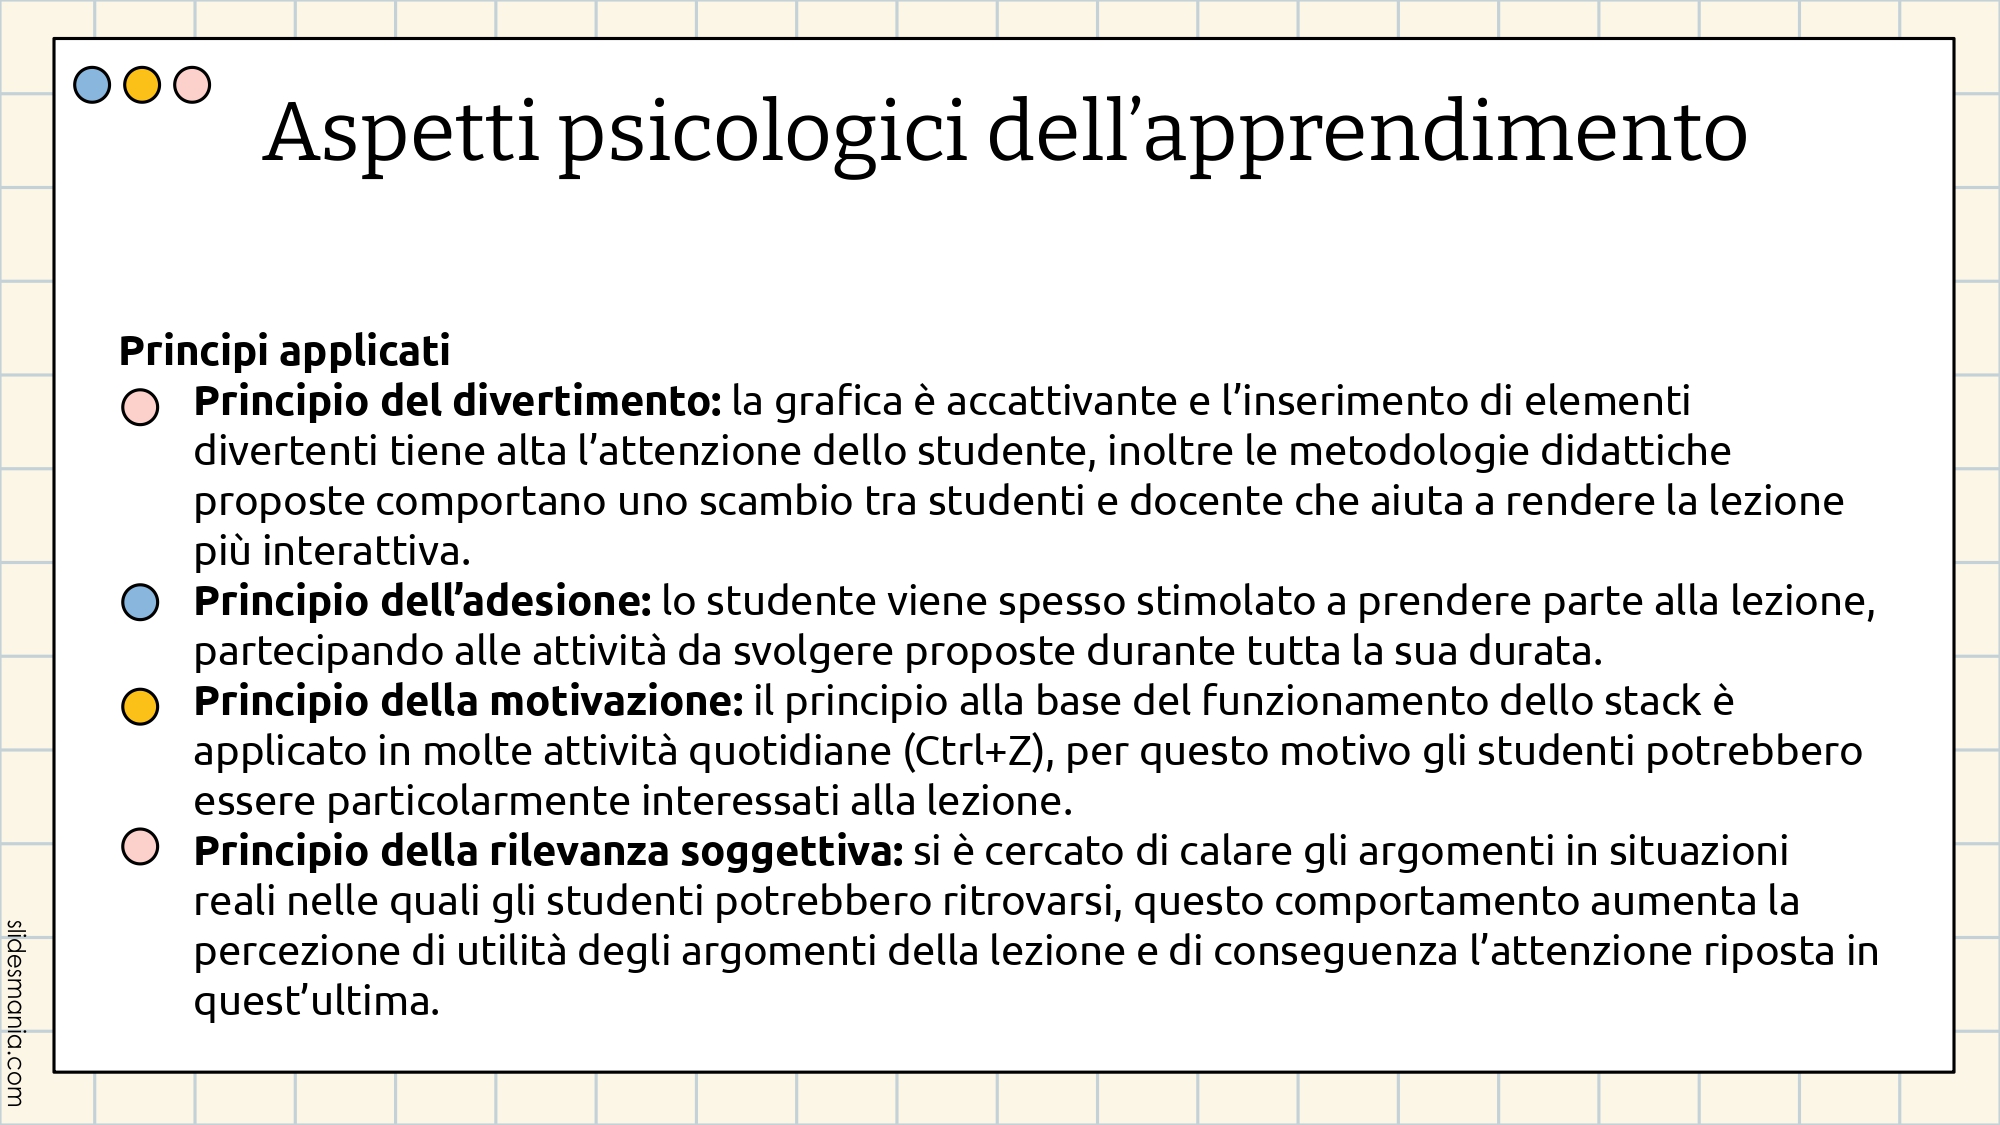 Aspetti psicologici dell’apprendimento
Principi applicati
Principio del divertimento: la grafica è accattivante e l’inserimento di elementi
divertenti tiene alta l’attenzione dello studente, inoltre le metodologie didattiche
proposte comportano uno scambio tra studenti e docente che aiuta a rendere la lezione
più interattiva.
Principio dell’adesione: lo studente viene spesso stimolato a prendere parte alla lezione,
partecipando alle attività da svolgere proposte durante tutta la sua durata.
Principio della motivazione: il principio alla base del funzionamento dello stack è
applicato in molte attività quotidiane (Ctrl+Z), per questo motivo gli studenti potrebbero
essere particolarmente interessati alla lezione.
Principio della rilevanza soggettiva: si è cercato di calare gli argomenti in situazioni
reali nelle quali gli studenti potrebbero ritrovarsi, questo comportamento aumenta la
percezione di utilità degli argomenti della lezione e di conseguenza l’attenzione riposta in
quest’ultima.
slidesmania.com